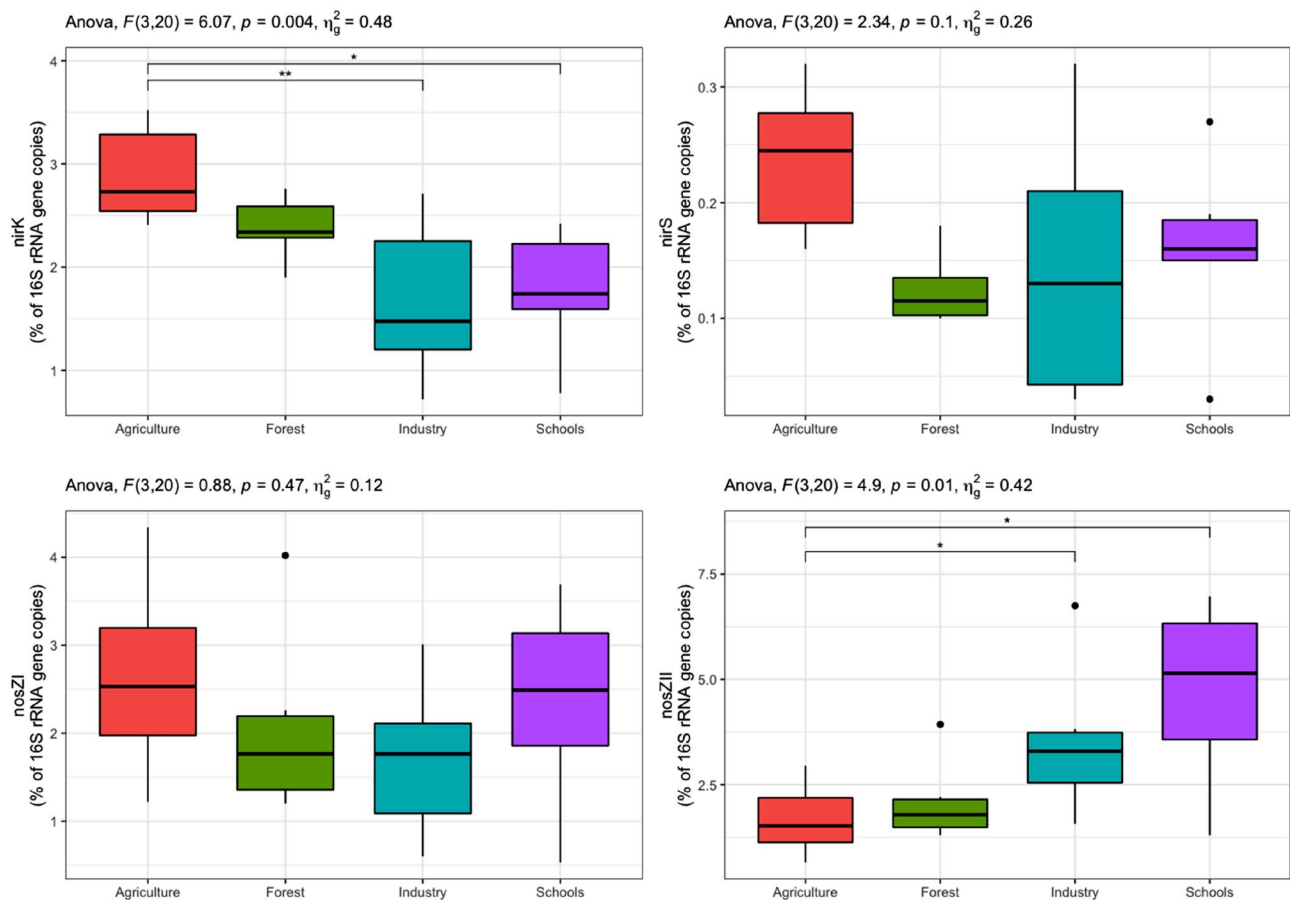 Anova, F(3,20) = 6.07, p = 0.004, η²g = 0.48
4
3
2
1
nirK
(% of 16S rRNA gene copies)
*
**
Agriculture Forest Industry Schools
Anova, F(3,20) = 2.34, p = 0.1, η²g = 0.26
0.3
0.2
0.1
nirS
(% of 16S rRNA gene copies)
Agriculture Forest Industry Schools
Anova, F(3,20) = 0.88, p = 0.47, η²g = 0.12
4
3
2
1
nosZI
(% of 16S rRNA gene copies)
Agriculture Forest Industry Schools
Anova, F(3,20) = 4.9, p = 0.01, η²g = 0.42
7.5
5.0
2.5
nosZII
(% of 16S rRNA gene copies)
*
*
Agriculture Forest Industry Schools